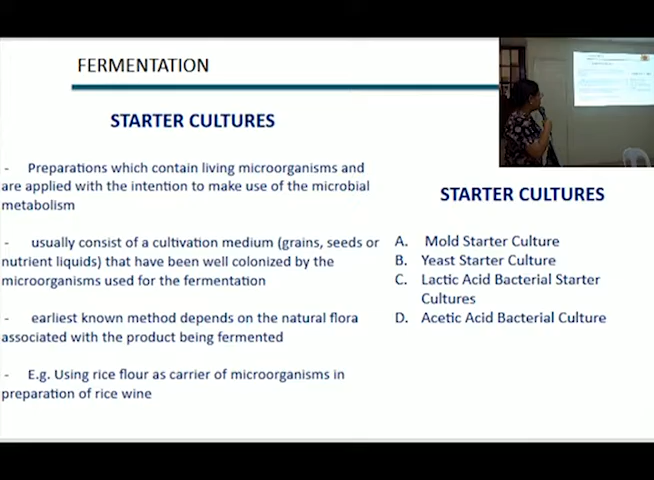 FERMENTATION
STARTER CULTURES
- Preparations which contain living microorganisms and
are applied with the intention to make use of the microbial
metabolism
- usually consist of a cultivation medium (grains, seeds or
nutrient liquids) that have been well colonized by the
microorganisms used for the fermentation
- earliest known method depends on the natural flora
associated with the product being fermented
- E.g. Using rice flour as carrier of microorganisms in
preparation of rice wine
STARTER CULTURES
A. Mold Starter Culture
B. Yeast Starter Culture
C. Lactic Acid Bacterial Starter
Cultures
D. Acetic Acid Bacterial Culture